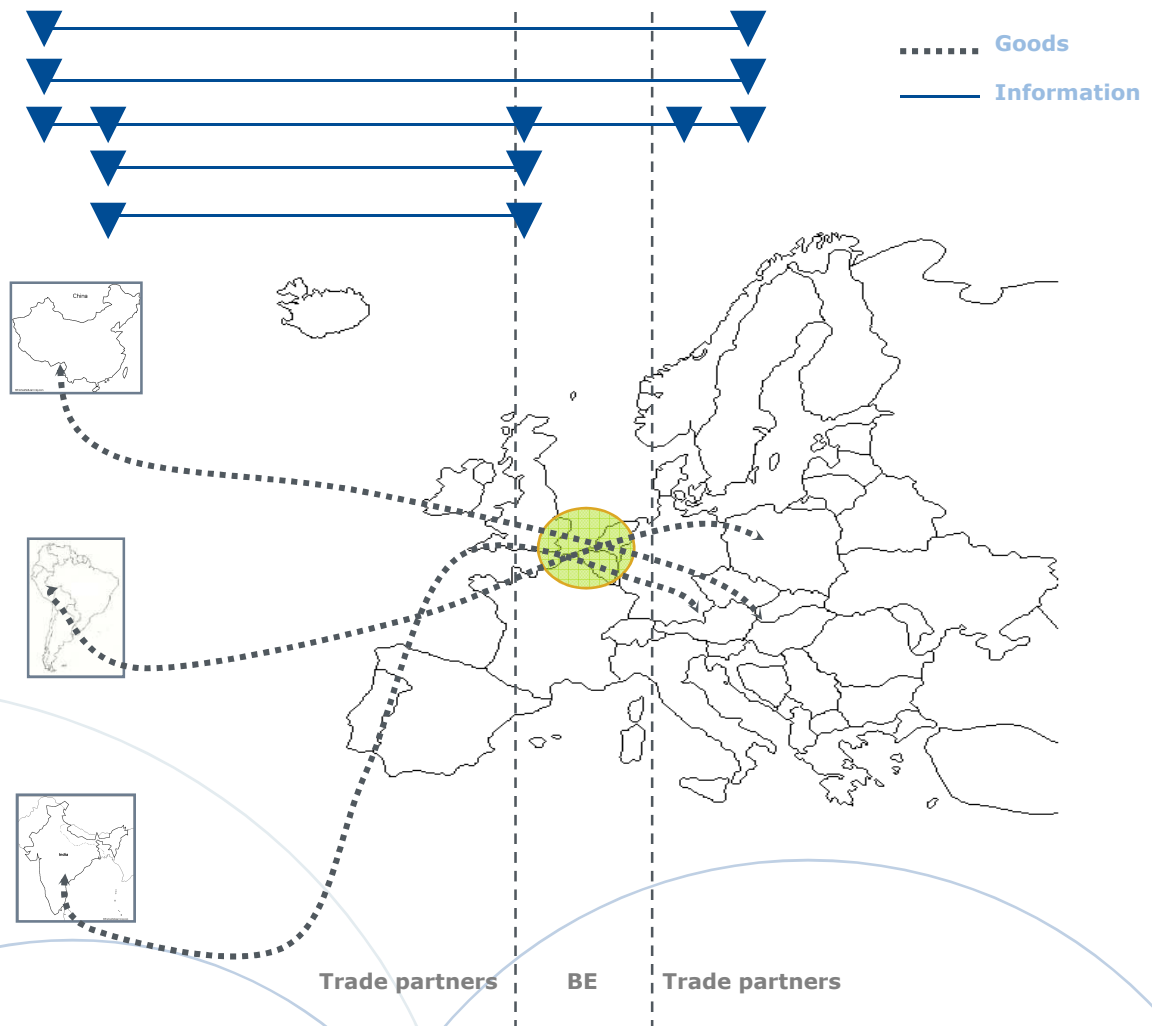 Goods
Information
China
India
Trade partners
BE
Trade partners